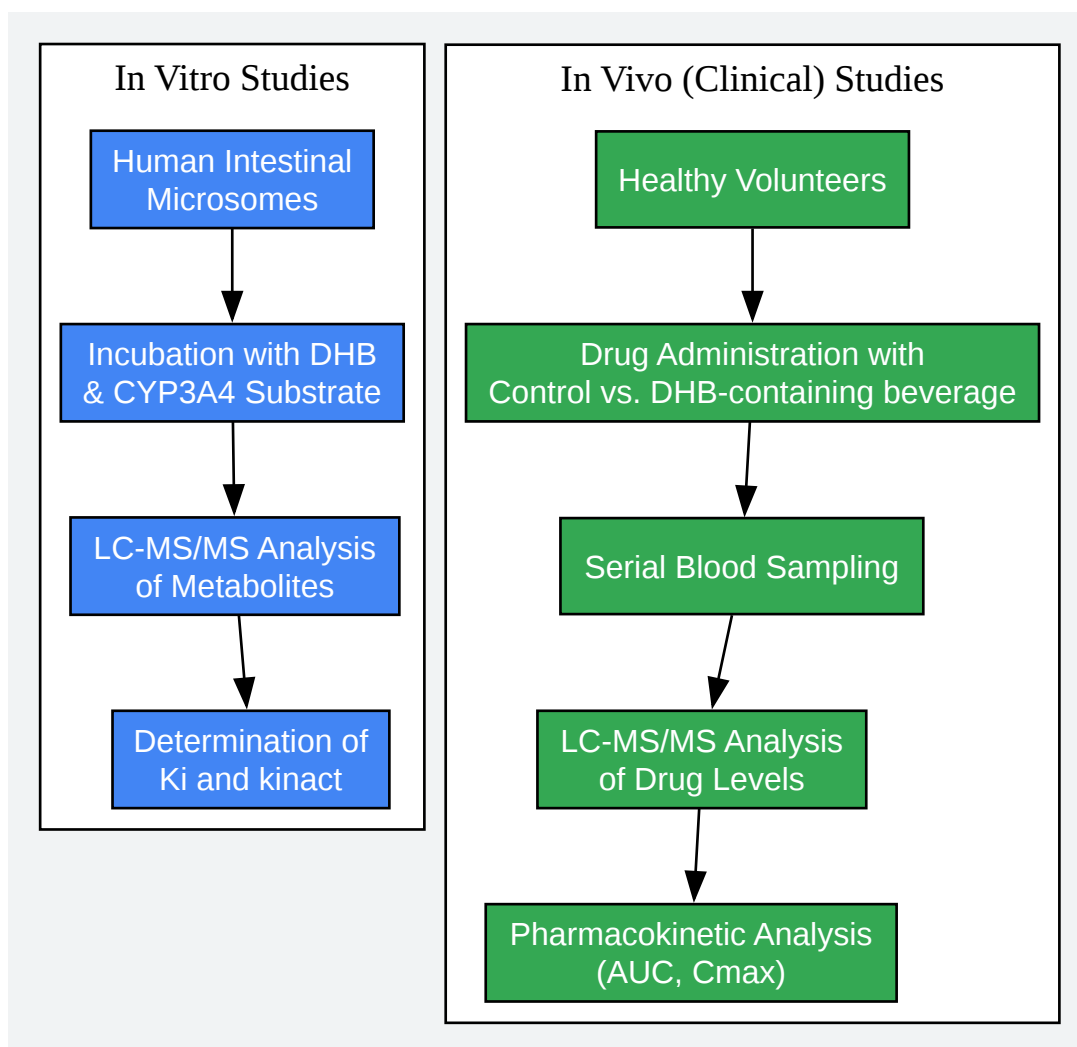 In Vitro Studies
Human Intestinal
Microsomes
Incubation with DHB
& CYP3A4 Substrate
LC-MS/MS Analysis
of Metabolites
Determination of
Ki and kinact
In Vivo (Clinical) Studies
Healthy Volunteers
Drug Administration with
Control vs. DHB-containing beverage
Serial Blood Sampling
LC-MS/MS Analysis
of Drug Levels
Pharmacokinetic Analysis
(AUC, Cmax)